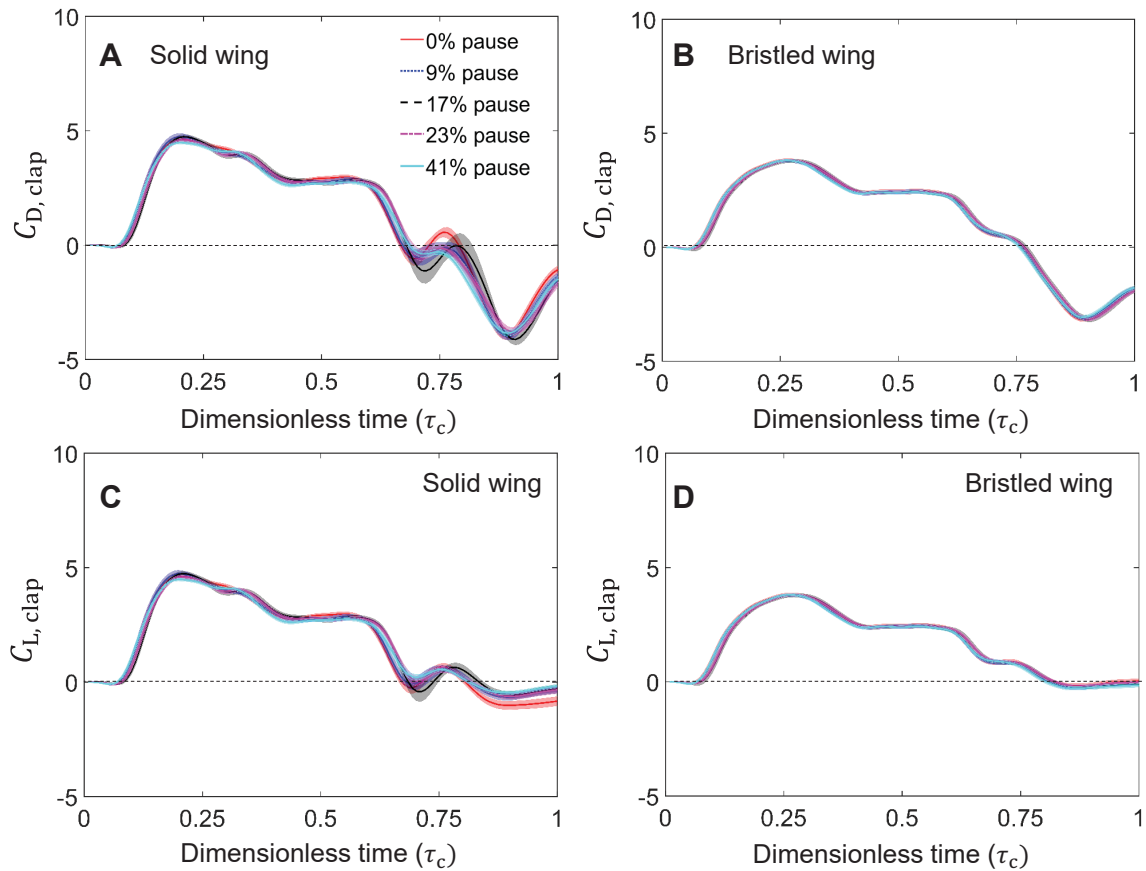 A Solid wing
0% pause
9% pause
17% pause
23% pause
41% pause
10
5
0
-5
C_D, clap
0 0.25 0.5 0.75 1
Dimensionless time (τ_c)
B Bristled wing
10
5
0
-5
C_D, clap
0 0.25 0.5 0.75 1
Dimensionless time (τ_c)
C Solid wing
10
5
0
-5
C_L, clap
0 0.25 0.5 0.75 1
Dimensionless time (τ_c)
D Bristled wing
10
5
0
-5
C_L, clap
0 0.25 0.5 0.75 1
Dimensionless time (τ_c)